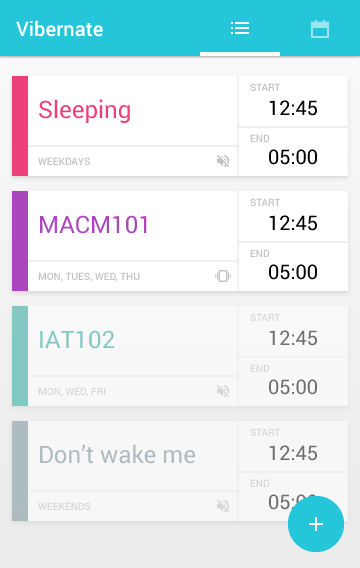 Vibernate
Sleeping
START
12:45
WEEKDAYS
END
05:00
MACM101
START
12:45
MON, TUES, WED, THU
END
05:00
IAT102
START
12:45
MON, WED, FRI
END
05:00
Don’t wake me
START
12:45
WEEKENDS
END
05:00